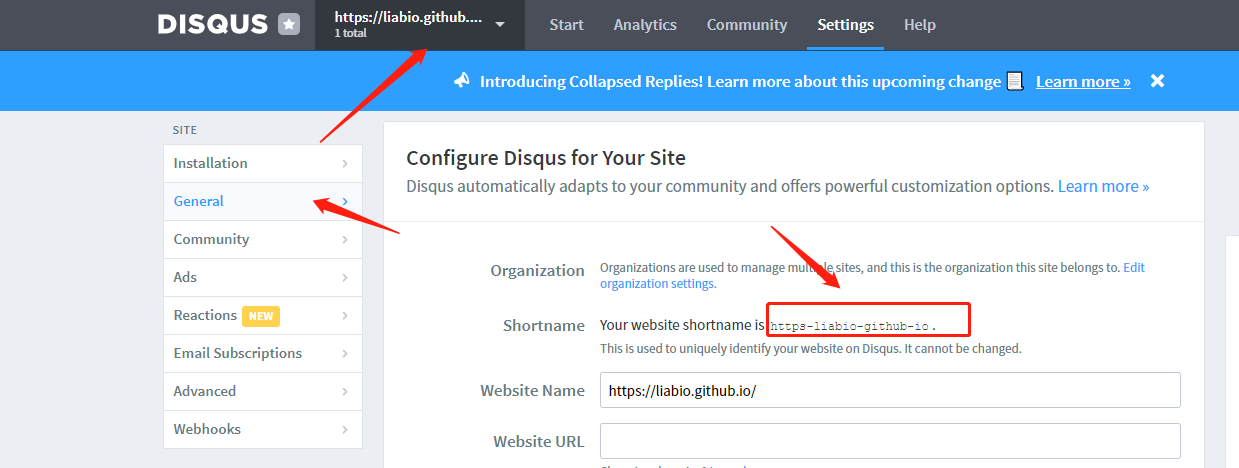 DISQUS
https://liabio.github....
1 total
Start
Analytics
Community
Settings
Help
Introducing Collapsed Replies! Learn more about this upcoming change Learn more »
SITE
Installation
General
Community
Ads
Reactions NEW
Email Subscriptions
Advanced
Webhooks
Configure Disqus for Your Site
Disqus automatically adapts to your community and offers powerful customization options. Learn more »
Organization
Organizations are used to manage multiple sites, and this is the organization this site belongs to. Edit
organization settings.
Shortname
Your website shortname is https-liabio-github-io.
This is used to uniquely identify your website on Disqus. It cannot be changed.
Website Name
https://liabio.github.io/
Website URL